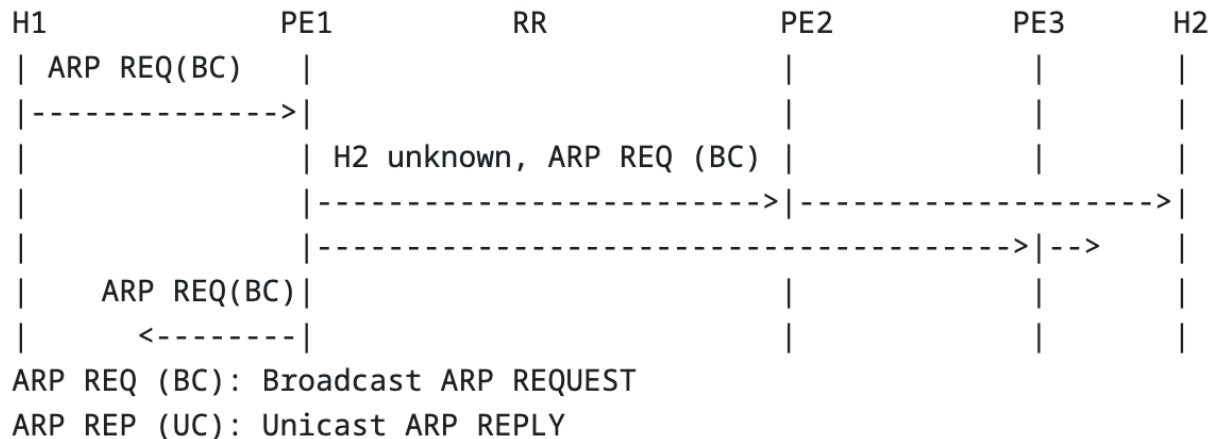 H1 PE1 RR PE2 PE3 H2
| ARP REQ(BC) | | | |
|-------------->| | | |
| | H2 unknown, ARP REQ (BC) | | |
| |------------------------->|-------------------->|
| |--------------------------------------->|--> |
| ARP REQ(BC)| | | |
| <--------| | | |
ARP REQ (BC): Broadcast ARP REQUEST
ARP REP (UC): Unicast ARP REPLY